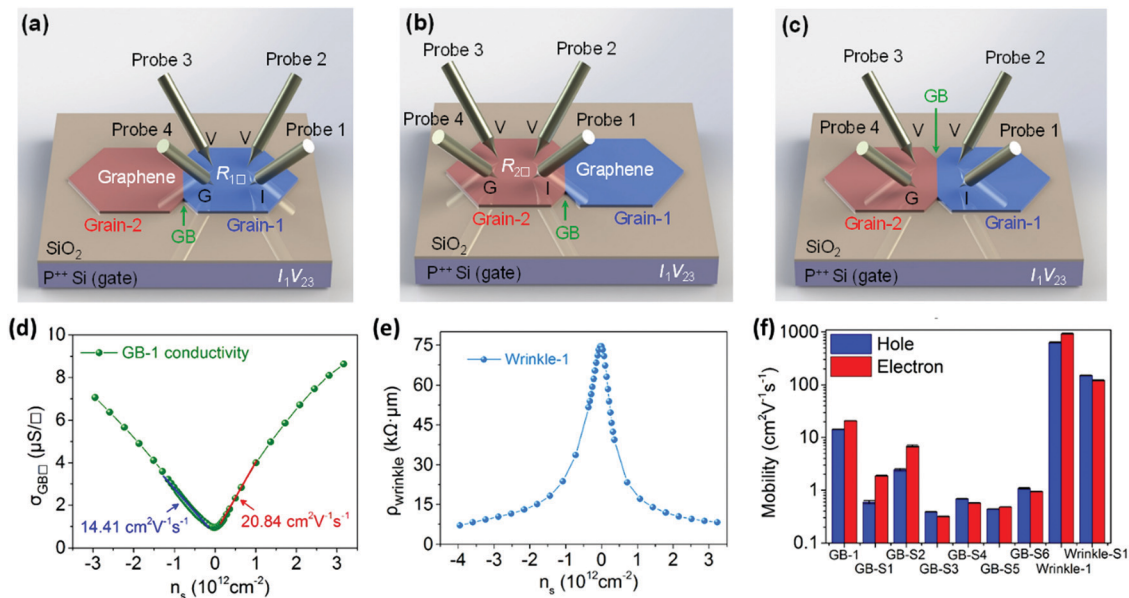 (a)
Probe 3
Probe 2
Probe 4
V
V
Probe 1
Graphene
R1□
G
I
Grain-2
GB
Grain-1
SiO2
P++ Si (gate)
I1V23
(b)
Probe 3
Probe 2
Probe 4
V
V
Probe 1
R2□
Graphene
G
I
Grain-2
GB
Grain-1
SiO2
P++ Si (gate)
I1V23
(c)
Probe 3
Probe 2
GB
Probe 4
V
V
Probe 1
G
I
Grain-2
Grain-1
SiO2
P++ Si (gate)
I1V23
(d)
σGB□ (µS/□)
10
8
6
4
2
0
GB-1 conductivity
14.41 cm2V-1s-1
20.84 cm2V-1s-1
-3 -2 -1 0 1 2 3
ns (10^12cm-2)
(e)
ρwrinkle (kΩ·µm)
75
60
45
30
15
0
Wrinkle-1
-4 -3 -2 -1 0 1 2 3
ns (10^12cm-2)
(f)
Mobility (cm2V-1s-1)
1000
100
10
1
0.1
Hole
Electron
GB-1 GB-S2 GB-S4 GB-S6 Wrinkle-S1
GB-S1 GB-S3 GB-S5 Wrinkle-1